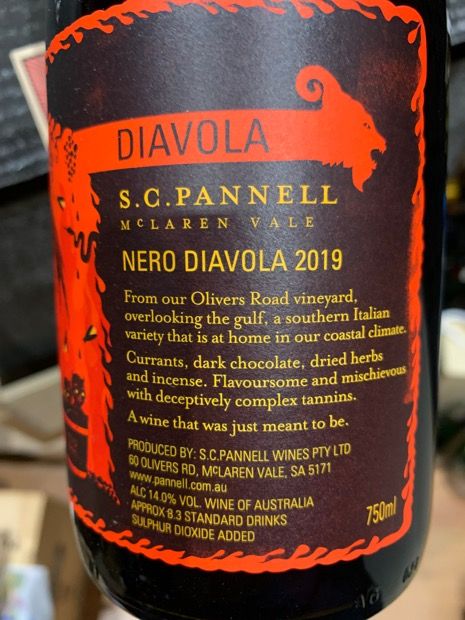 DIAVOLA
S.C.PANNELL
McLAREN VALE
NERO DIAVOLA 2019
From our Olivers Road vineyard,
overlooking the gulf, a southern Italian
variety that is at home in our coastal climate.
Currants, dark chocolate, dried herbs
and incense. Flavoursome and mischievous
with deceptively complex tannins.
A wine that was just meant to be.
PRODUCED BY: S.C.PANNELL WINES PTY LTD
60 OLIVERS RD, McLAREN VALE, SA 5171
www.pannell.com.au
ALC 14.0% VOL. WINE OF AUSTRALIA
APPROX 8.3 STANDARD DRINKS
SULPHUR DIOXIDE ADDED
750ml